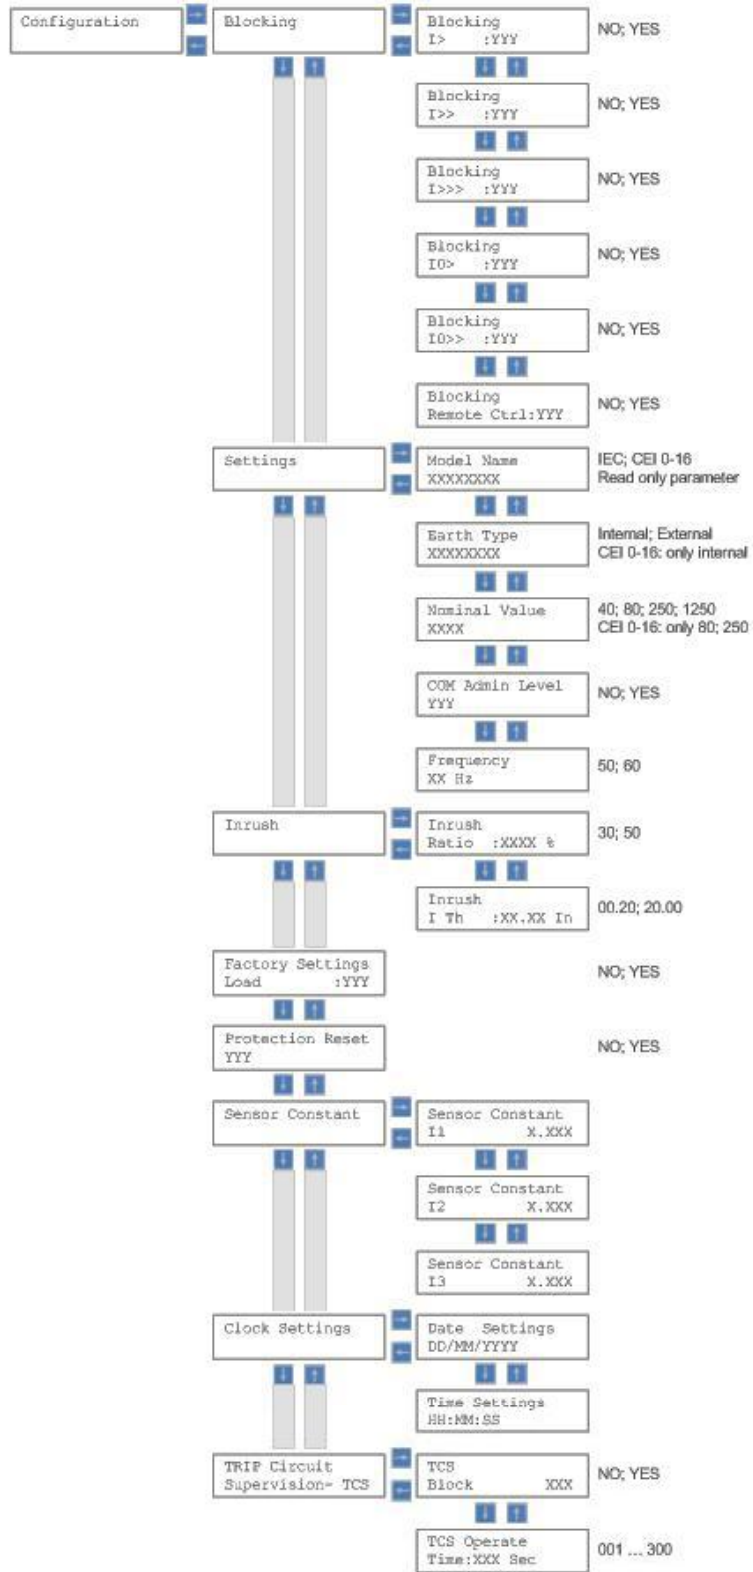 Configuration
Blocking
Blocking
I> :YYY
NO; YES
Blocking
I>> :YYY
NO; YES
Blocking
I>>> :YYY
NO; YES
Blocking
I0> :YYY
NO; YES
Blocking
I0>> :YYY
NO; YES
Blocking
Remote Ctrl:YYY
NO; YES
Settings
Model Name
XXXXXXXX
IEC; CEI 0-16
Read only parameter
Earth Type
XXXXXXXX
Internal; External
CEI 0-16: only internal
Nominal Value
XXXX
40; 80; 250; 1250
CEI 0-16: only 80; 250
COM Admin Level
YYY
NO; YES
Frequency
XX Hz
50; 60
Inrush
Inrush
Ratio :XXXX %
30; 50
Inrush
I Th :XX.XX In
00.20; 20.00
Factory Settings
Load :YYY
NO; YES
Protection Reset
YYY
NO; YES
Sensor Constant
Sensor Constant
I1 X.XXX
Sensor Constant
I2 X.XXX
Sensor Constant
I3 X.XXX
Clock Settings
Date Settings
DD/MM/YYYY
Time Settings
HH:MM:SS
TRIP Circuit
Supervision- TCS
TCS
Block XXX
NO; YES
TCS Operate
Time:XXX Sec
001 ... 300